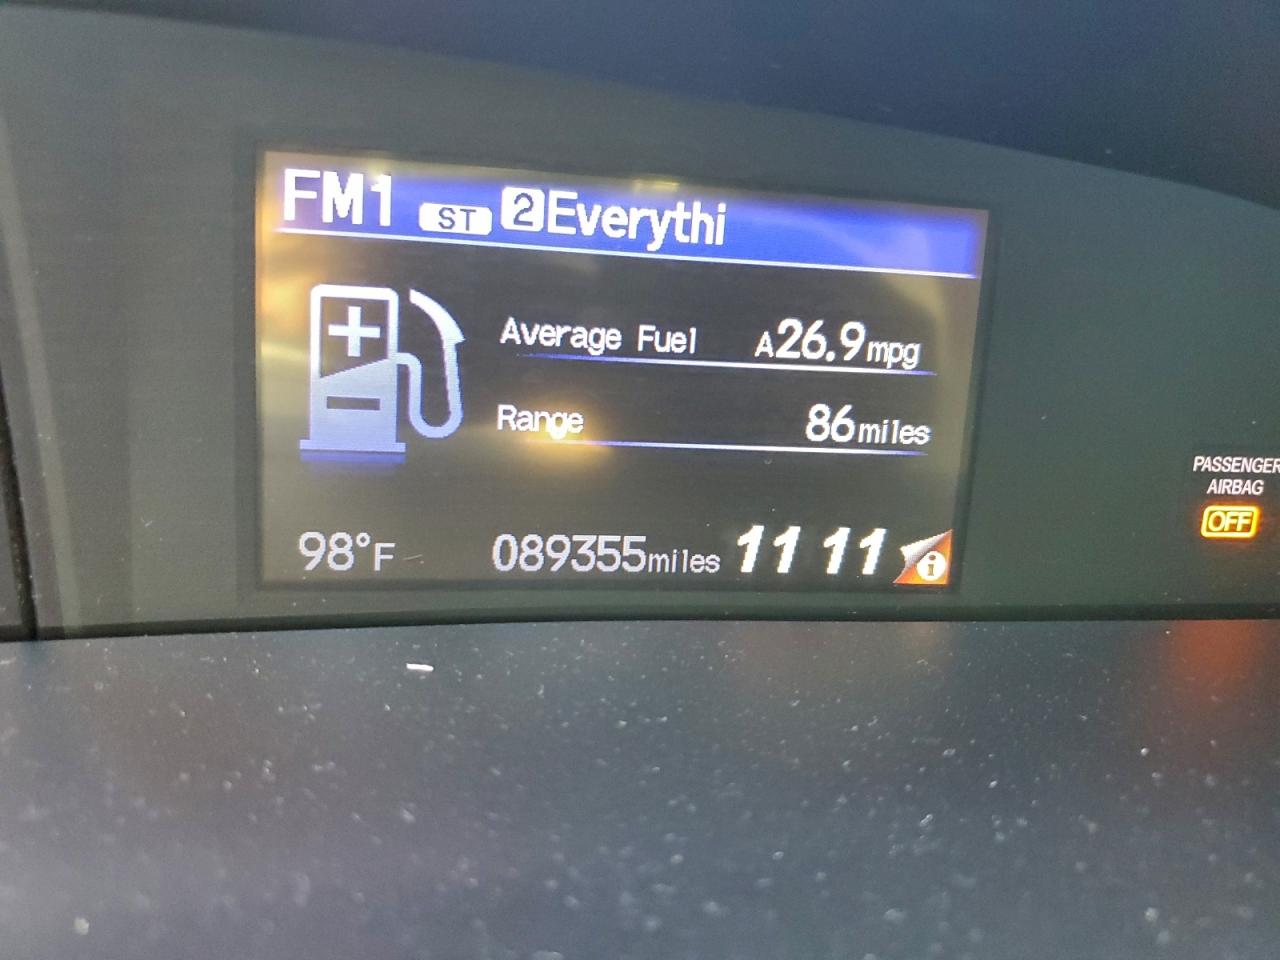 FM1 ST 2 Everythi
Average Fuel A26.9mpg
Range 86miles
98°F 089355miles 11 11 i
PASSENGER
AIRBAG
OFF